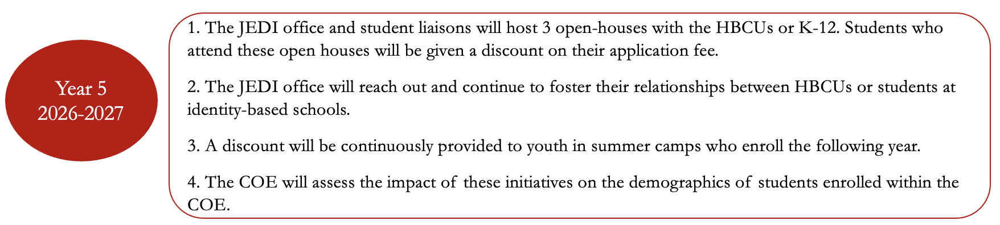 Year 5
2026-2027
1. The JEDI office and student liaisons will host 3 open-houses with the HBCUs or K-12. Students who
attend these open houses will be given a discount on their application fee.
2. The JEDI office will reach out and continue to foster their relationships between HBCUs or students at
identity-based schools.
3. A discount will be continuously provided to youth in summer camps who enroll the following year.
4. The COE will assess the impact of these initiatives on the demographics of students enrolled within the
COE.